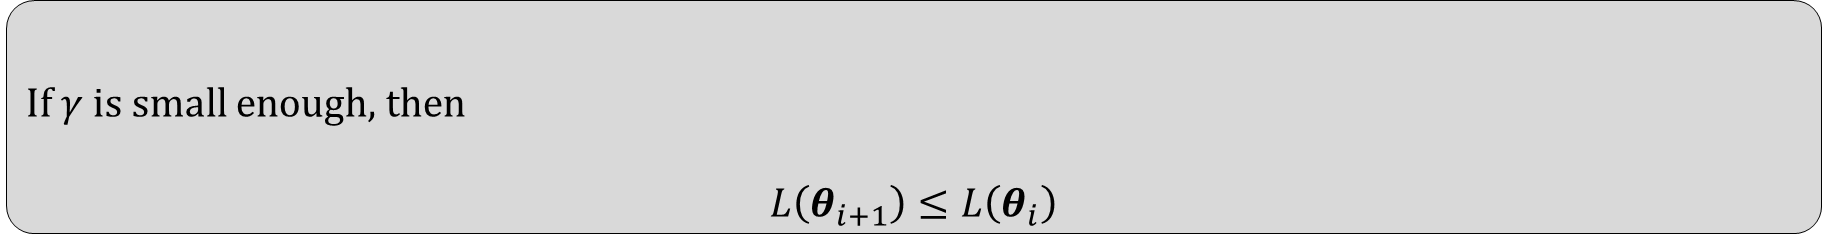 If γ is small enough, then
L(θ_{i+1}) ≤ L(θ_i)